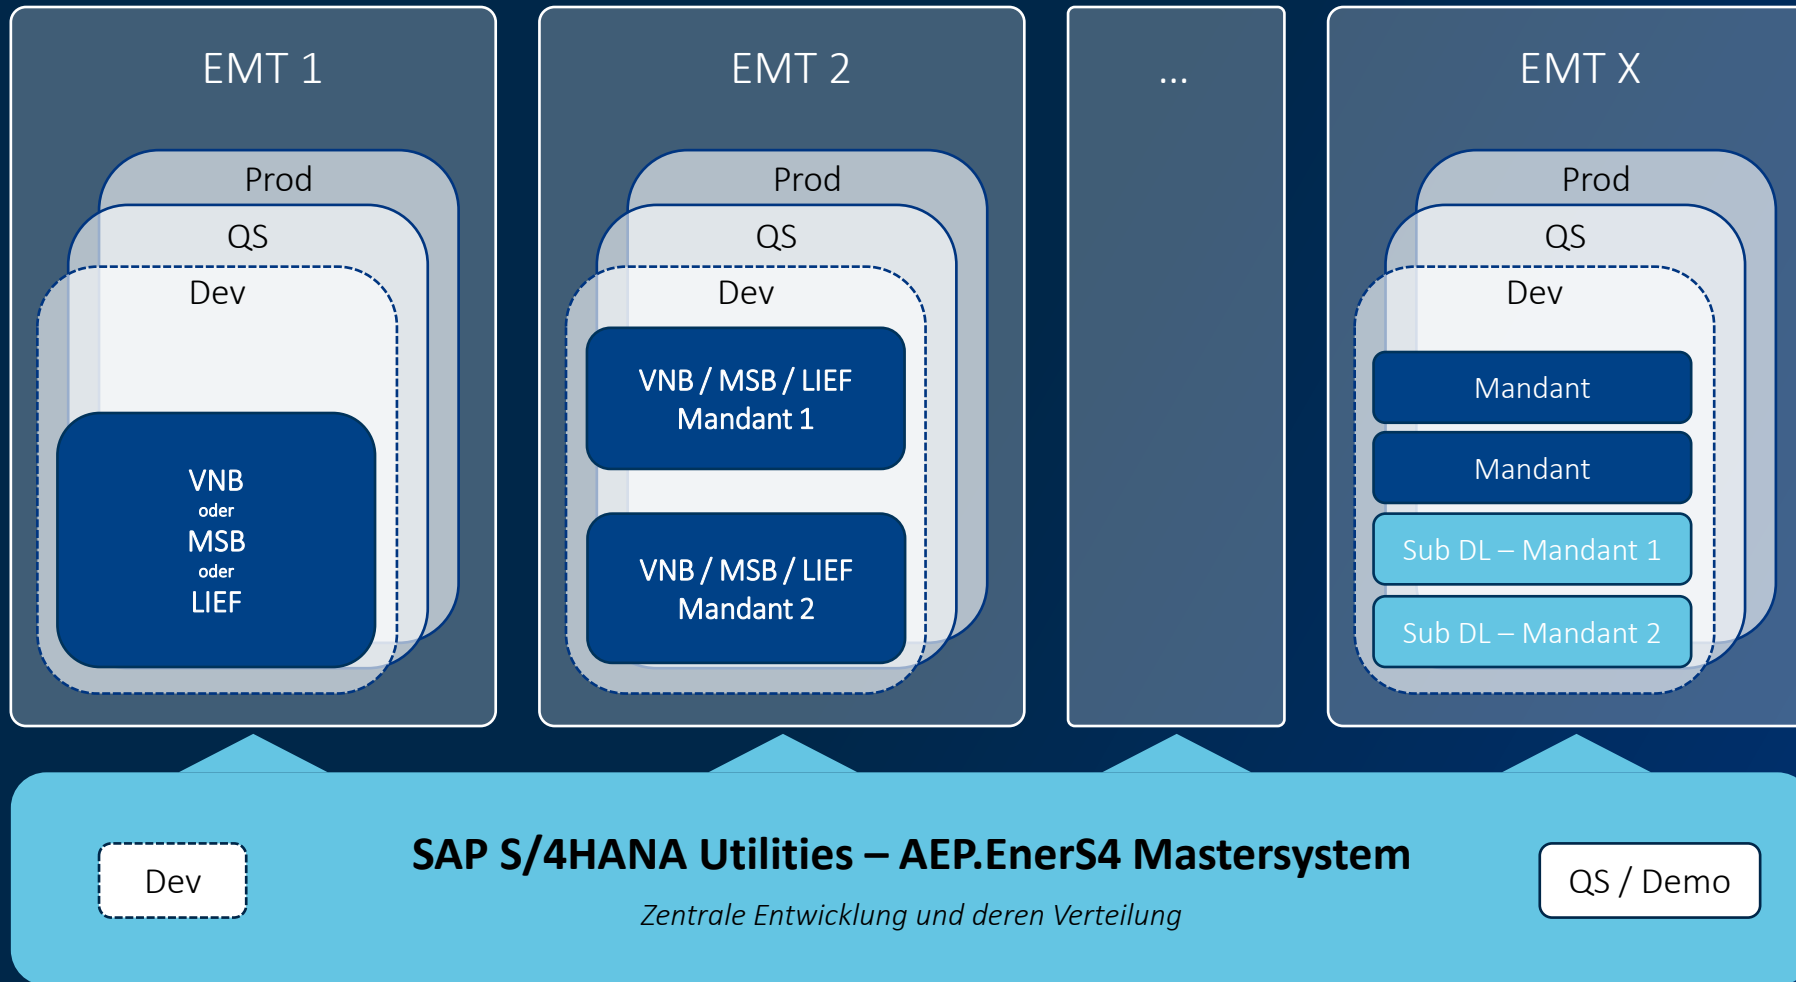 EMT 1
Prod
QS
Dev
VNB
oder
MSB
oder
LIEF
EMT 2
Prod
QS
Dev
VNB / MSB / LIEF
Mandant 1
VNB / MSB / LIEF
Mandant 2
...
EMT X
Prod
QS
Dev
Mandant
Mandant
Sub DL – Mandant 1
Sub DL – Mandant 2
Dev
SAP S/4HANA Utilities – AEP.EnerS4 Mastersystem
Zentrale Entwicklung und deren Verteilung
QS / Demo